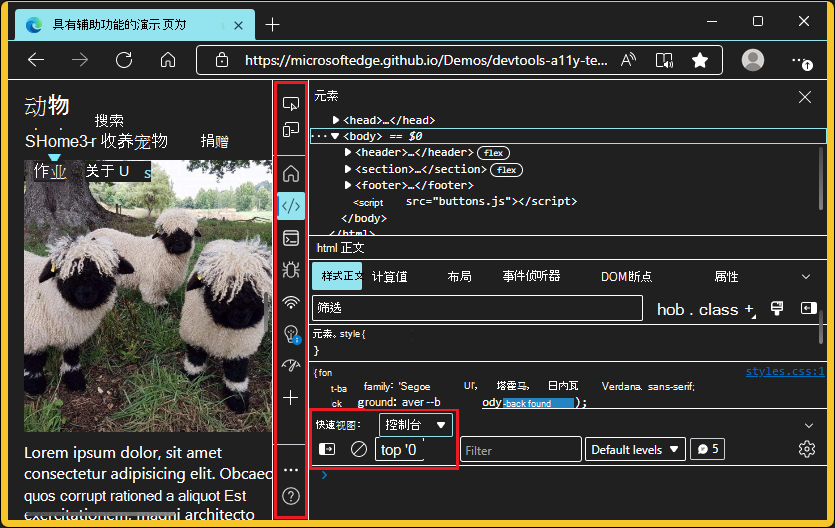 具有辅助功能的演示 页为
https://microsoftedge.github.io/Demos/devtools-a11y-te...
动物
搜索
SHome3-r 收养宠物 捐赠
作业 关于 U s
Lorem ipsum dolor, sit amet
consectetur adipisicing elit. Obcaec
quos corrupt rationed a aliquot Est
exercitationem, magni architecto
元素
<head>…</head>
<body> == $0
<header>…</header> flex
<section>…</section> flex
<footer>…</footer>
<script src="buttons.js"></script>
</body>
</html>
html 正文
样式正文 计算值 布局 事件侦听器 DOM断点 属性
筛选 hob . class +
元素。style {
}
{fon styles.css:1
t-ba family: 'Segoe UI', 塔霍马, 日内瓦 Verdana. sans-serif;
ck ground: aver --b ody-back found );
快速视图: 控制台
top '0 Filter Default levels 5